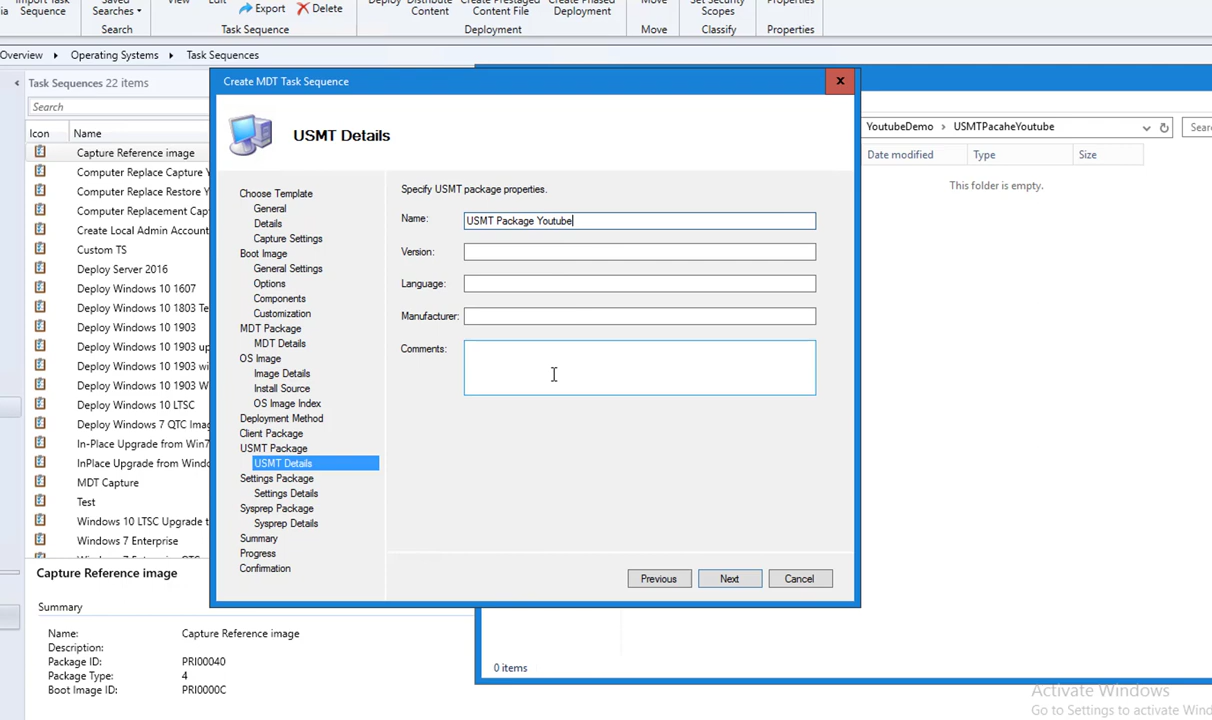 Import Task
Sequence
Saved
Searches
Search
View
Export
Edit
Delete
Task Sequence
Deploy
Distribute
Content
Create Prestaged
Content File
Create Phased
Deployment
Deployment
Move
Move
Set Security
Scopes
Classify
Properties
Properties
Overview
Operating Systems
Task Sequences
Task Sequences 22 items
Search
Icon
Name
Capture Reference image
Computer Replace Capture Y
Computer Replace Restore Y
Computer Replacement Capt
Create Local Admin Account
Custom TS
Deploy Server 2016
Deploy Windows 10 1607
Deploy Windows 10 1803 Te
Deploy Windows 10 1903
Deploy Windows 10 1903 up
Deploy Windows 10 1903 wi
Deploy Windows 10 1903 W
Deploy Windows 10 LTSC
Deploy Windows 7 QTC Imag
In-Place Upgrade from Win7
InPlace Upgrade from Windo
MDT Capture
Test
Windows 10 LTSC Upgrade t
Windows 7 Enterprise
Windows 7 Enterprise QTC
Capture Reference image
Summary
Name: Capture Reference image
Description:
Package ID: PRI00040
Package Type: 4
Boot Image ID: PRI0000C
Create MDT Task Sequence
USMT Details
Choose Template
General
Details
Capture Settings
Boot Image
General Settings
Options
Components
Customization
MDT Package
MDT Details
OS Image
Image Details
Install Source
OS Image Index
Deployment Method
Client Package
USMT Package
USMT Details
Settings Package
Settings Details
Sysprep Package
Sysprep Details
Summary
Progress
Confirmation
Specify USMT package properties.
Name: USMT Package Youtube
Version:
Language:
Manufacturer:
Comments:
Previous
Next
Cancel
YoutubeDemo
USMTPacaheYoutube
Sear
Date modified
Type
Size
This folder is empty.
0 items
Activate Windows
Go to Settings to activate Wind